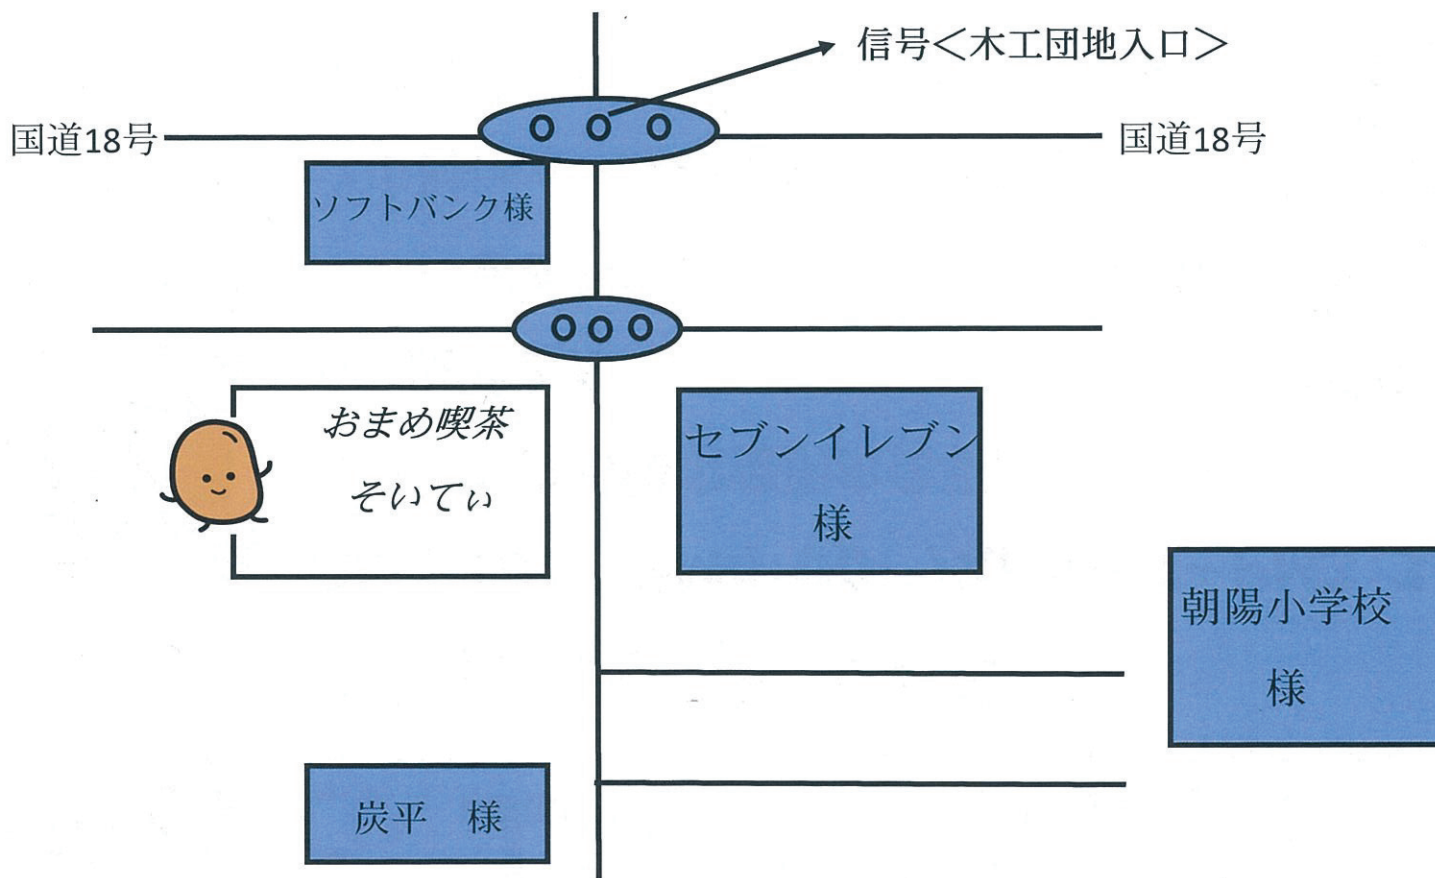 信号＜木工団地入口＞
国道18号
国道18号
ソフトバンク様
おまめ喫茶
そいてぃ
セブンイレブン
様
朝陽小学校
様
炭平　様